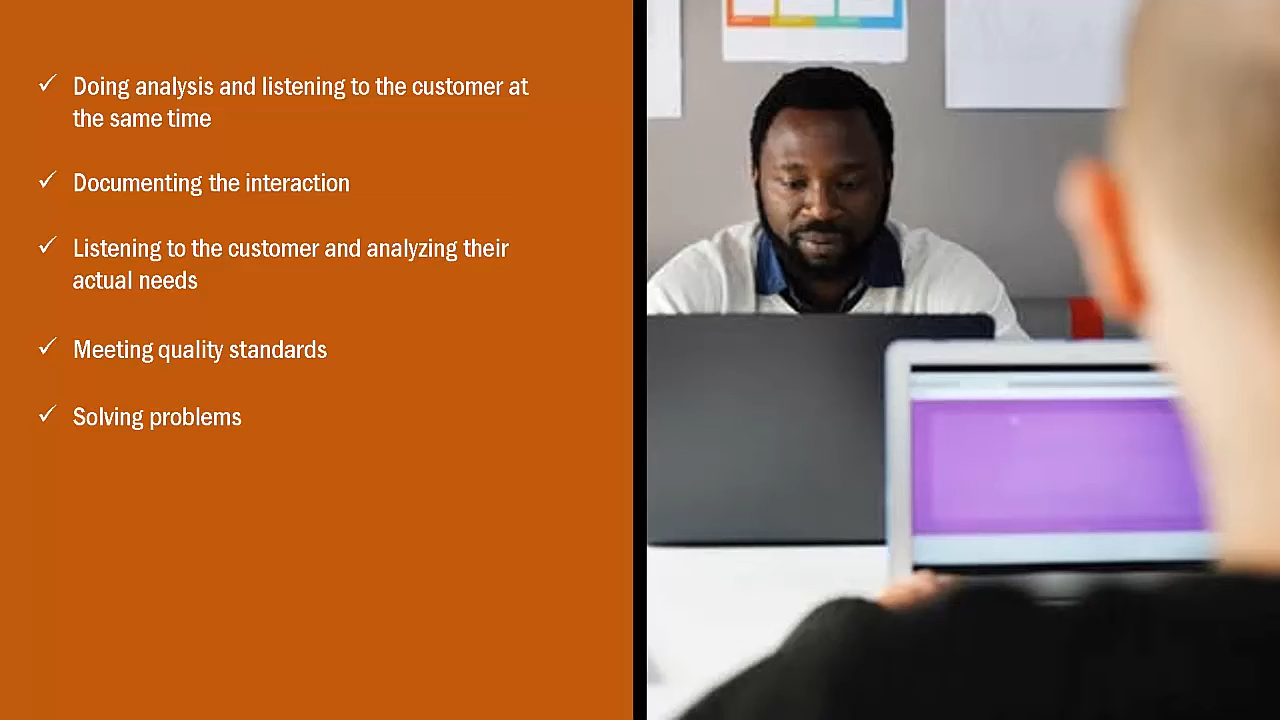 Doing analysis and listening to the customer at
the same time
Documenting the interaction
Listening to the customer and analyzing their
actual needs
Meeting quality standards
Solving problems